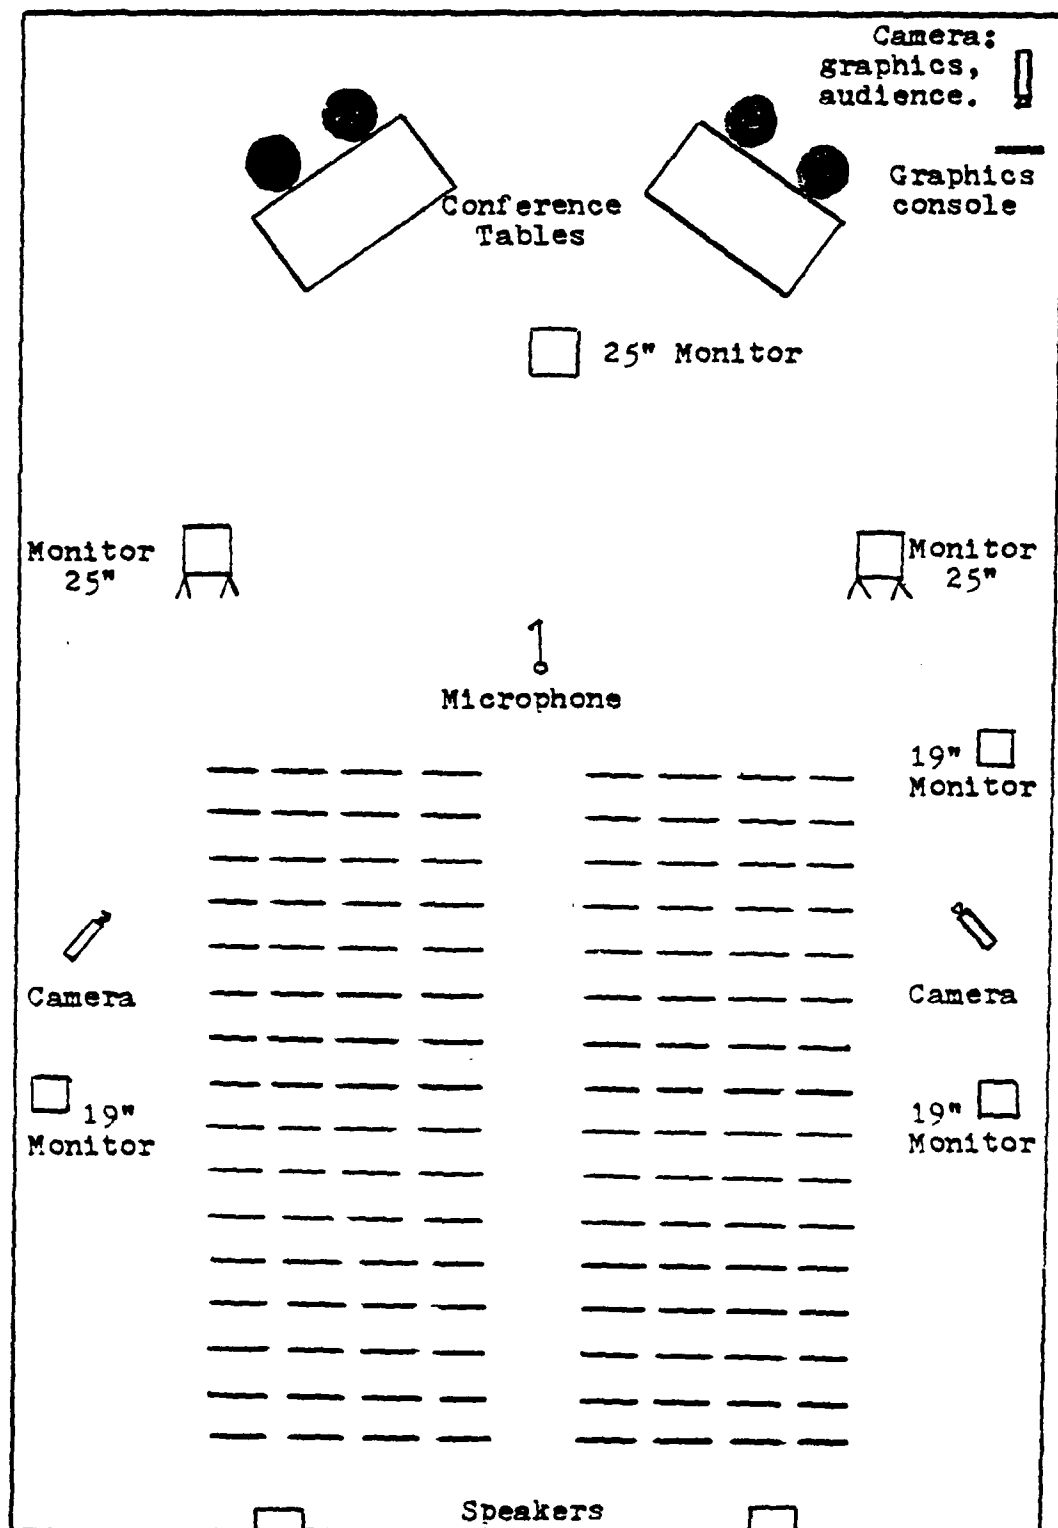 Camera:
graphics,
audience.
Graphics
console
Conference
Tables
25" Monitor
Monitor
25"
Monitor
25"
Microphone
19"
Monitor
Camera
Camera
19"
Monitor
19"
Monitor
Speakers